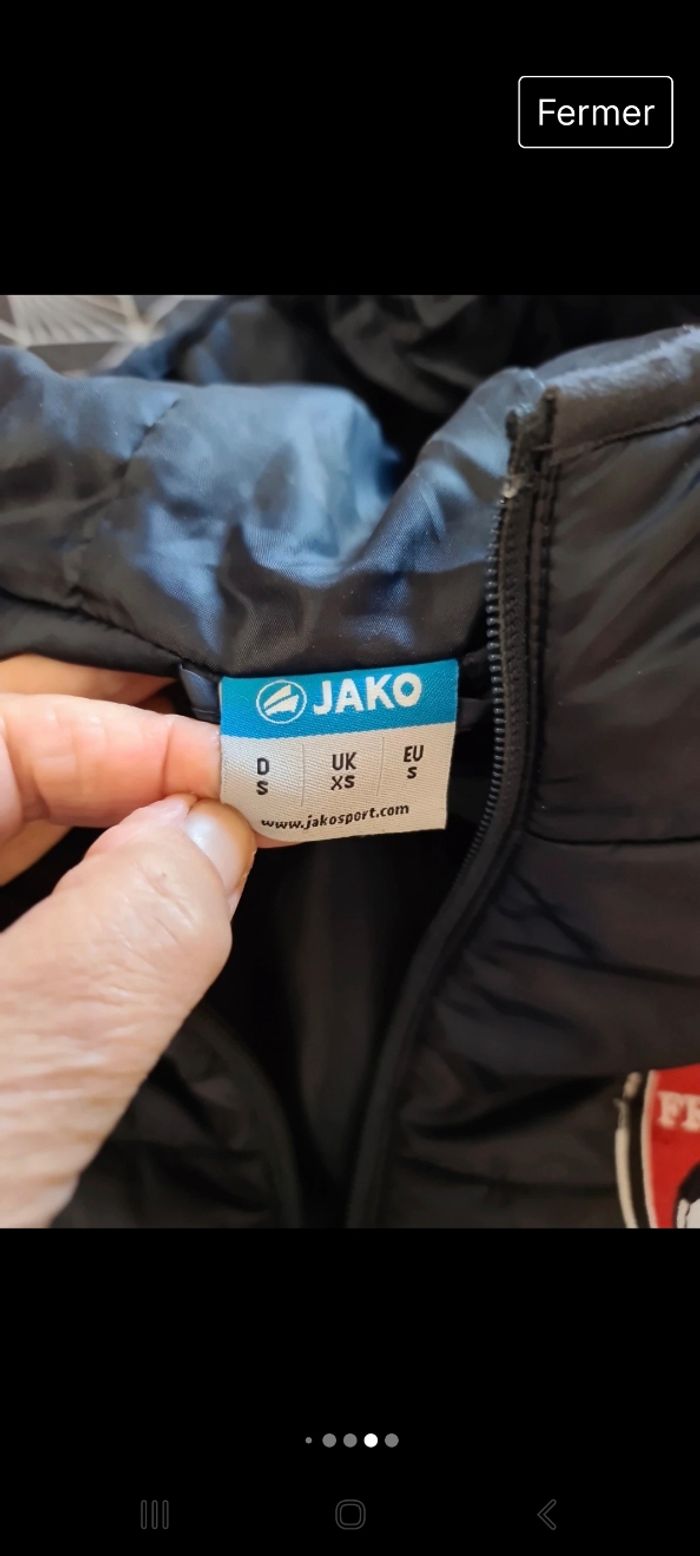 Fermer
JAKO
D UK EU
S XS S
www.jakosport.com